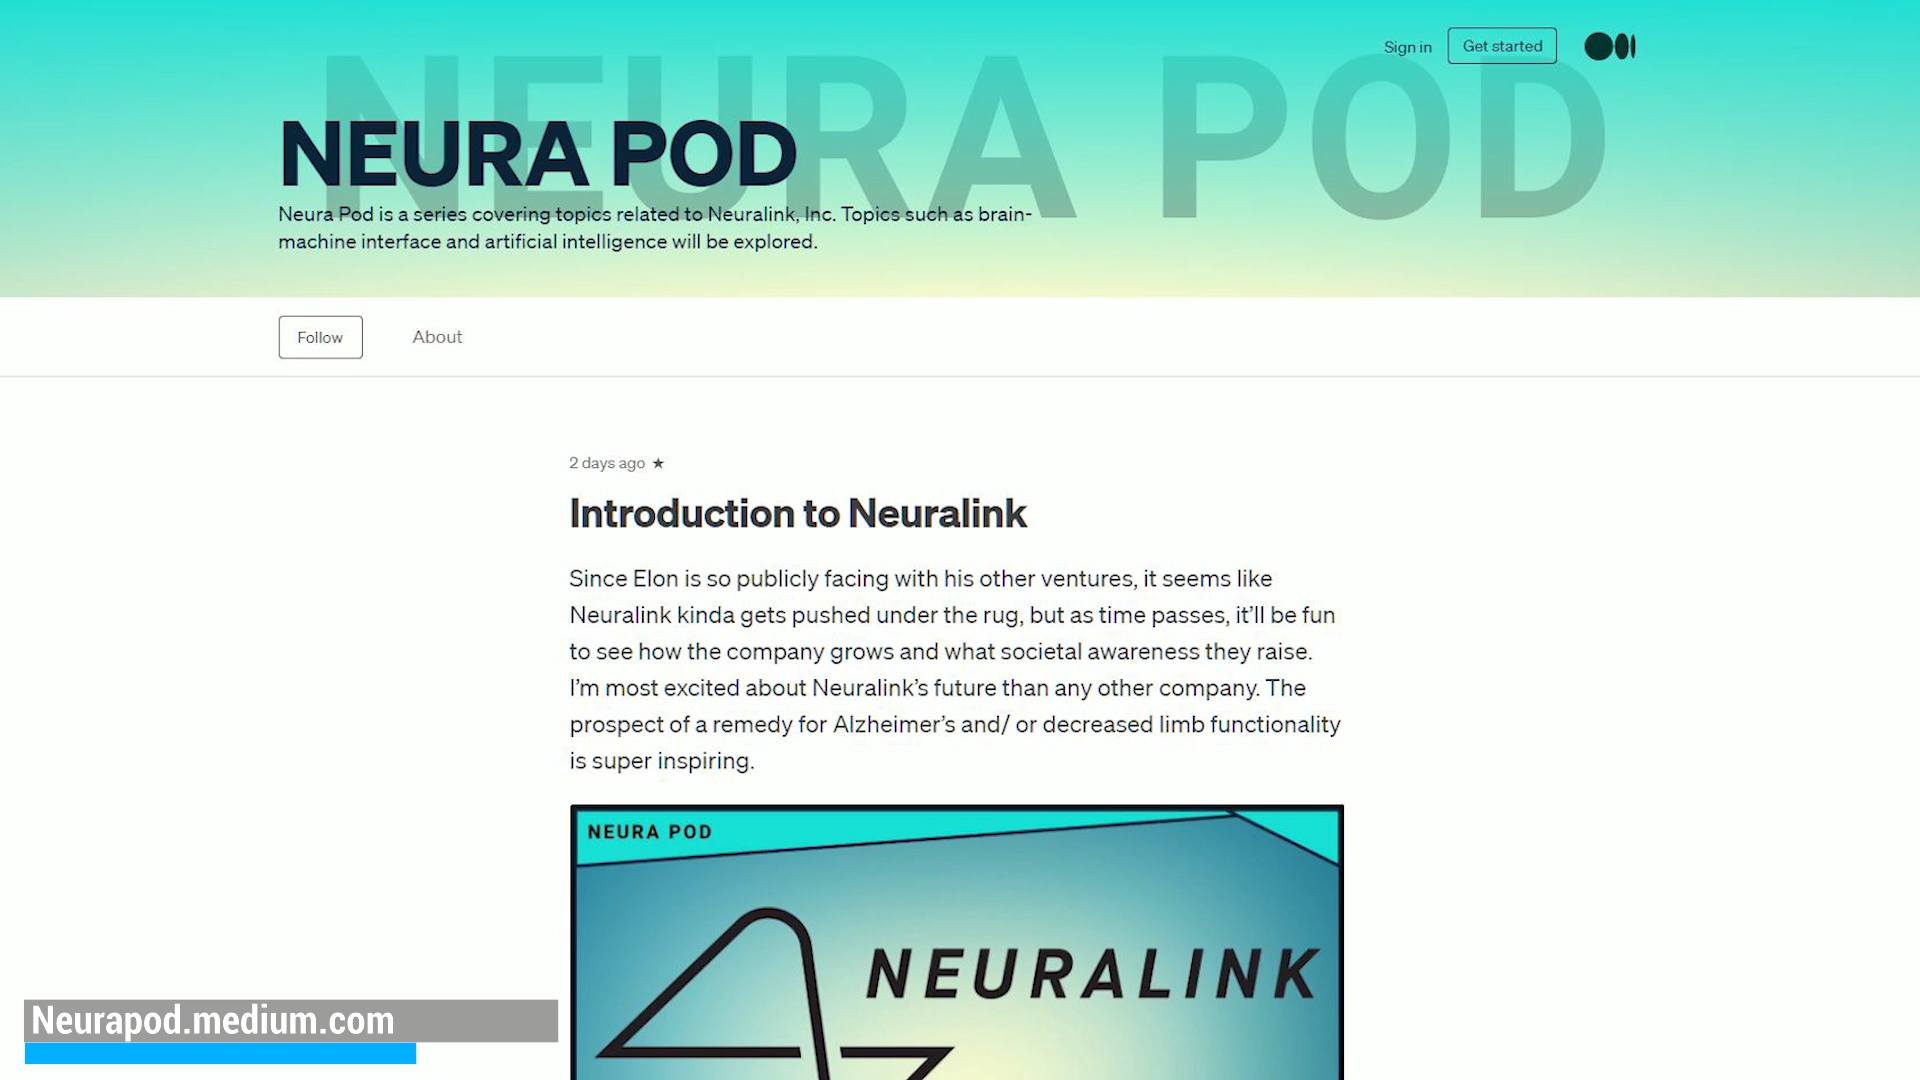 Sign in
Get started
NEURA POD
NEURA POD
Neura Pod is a series covering topics related to Neuralink, Inc. Topics such as brain-
machine interface and artificial intelligence will be explored.
Follow
About
2 days ago ★
Introduction to Neuralink
Since Elon is so publicly facing with his other ventures, it seems like
Neuralink kinda gets pushed under the rug, but as time passes, it’ll be fun
to see how the company grows and what societal awareness they raise.
I’m most excited about Neuralink’s future than any other company. The
prospect of a remedy for Alzheimer’s and/ or decreased limb functionality
is super inspiring.
NEURA POD
NEURALINK
Neurapod.medium.com